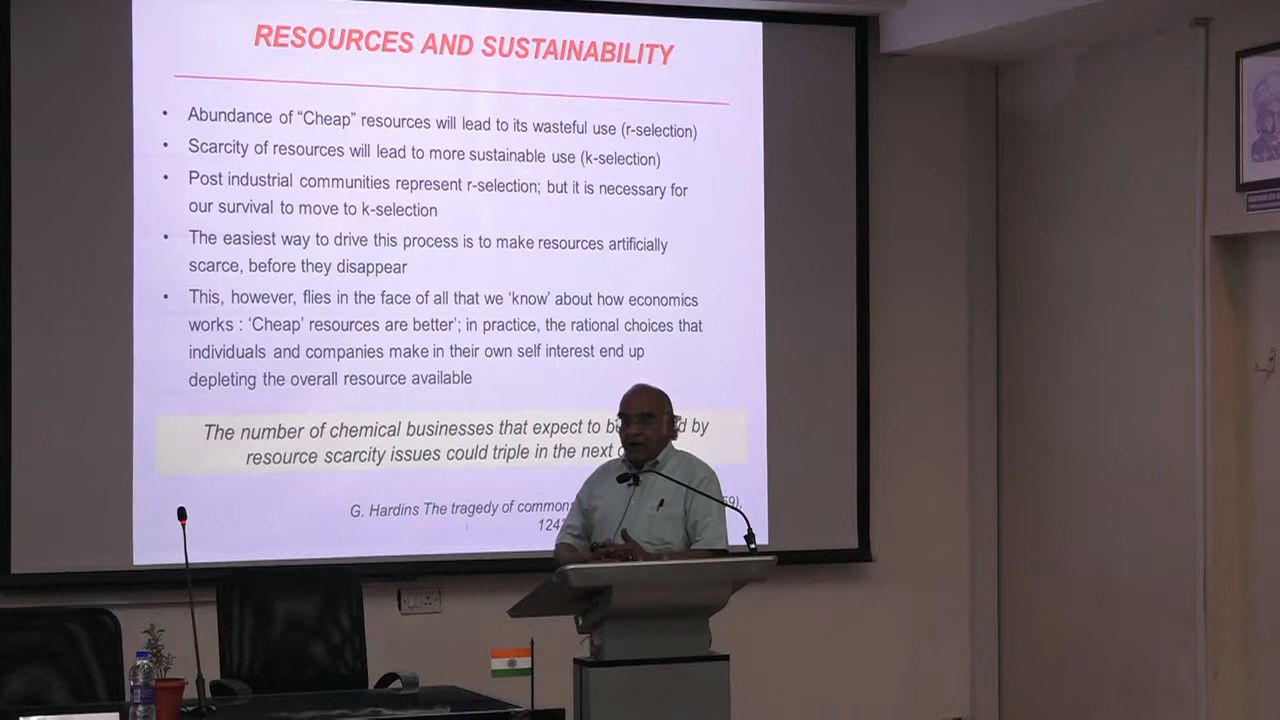 RESOURCES AND SUSTAINABILITY
• Abundance of “Cheap” resources will lead to its wasteful use (r-selection)
• Scarcity of resources will lead to more sustainable use (k-selection)
• Post industrial communities represent r-selection; but it is necessary for
our survival to move to k-selection
• The easiest way to drive this process is to make resources artificially
scarce, before they disappear
• This, however, flies in the face of all that we ‘know’ about how economics
works : ‘Cheap’ resources are better’; in practice, the rational choices that
individuals and companies make in their own self interest end up
depleting the overall resource available
The number of chemical businesses that expect to by
resource scarcity issues could triple in the next
G. Hardins The tragedy of commons